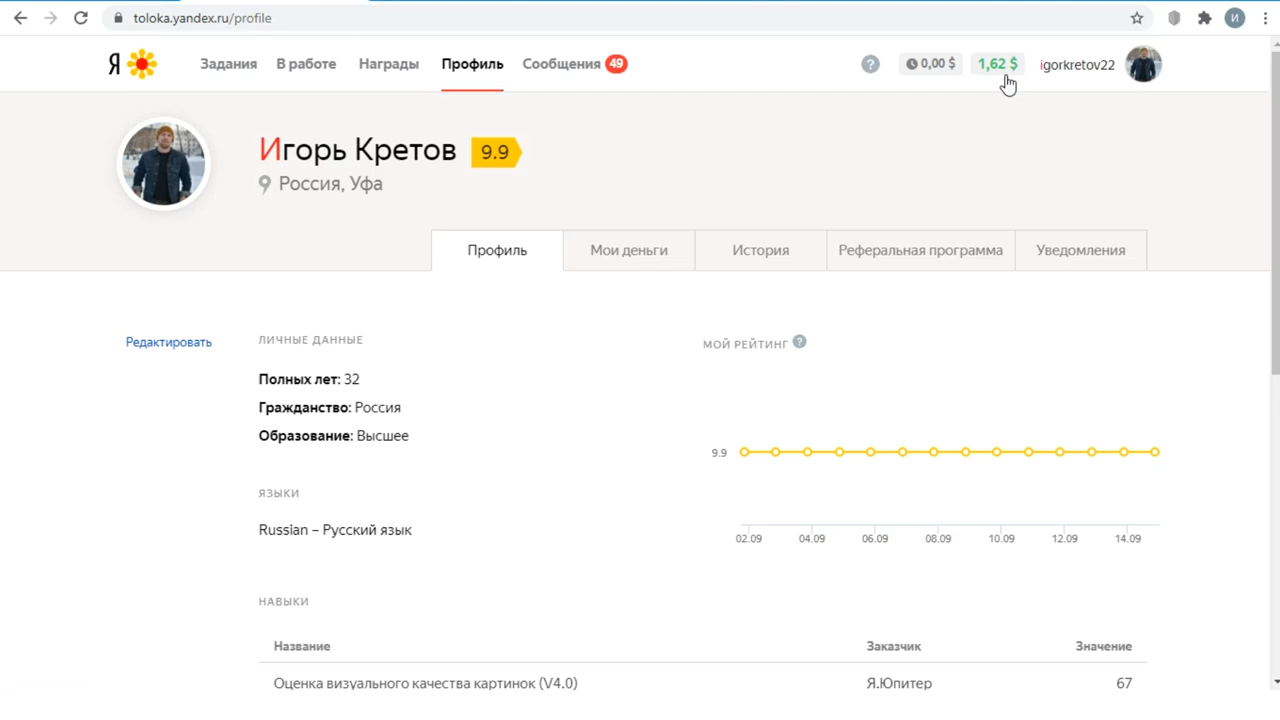 toloka.yandex.ru/profile
И
Я Задания В работе Награды Профиль Сообщения 49 ? 0,00 $ 1,62 $ igorkretov22
Игорь Кретов 9.9
Россия, Уфа
Профиль Мои деньги История Реферальная программа Уведомления
Редактировать
ЛИЧНЫЕ ДАННЫЕ
Полных лет: 32
Гражданство: Россия
Образование: Высшее
ЯЗЫКИ
Russian – Русский язык
МОЙ РЕЙТИНГ ?
9.9
02.09 04.09 06.09 08.09 10.09 12.09 14.09
НАВЫКИ
Название Заказчик Значение
Оценка визуального качества картинок (V4.0) Я.Юпитер 67